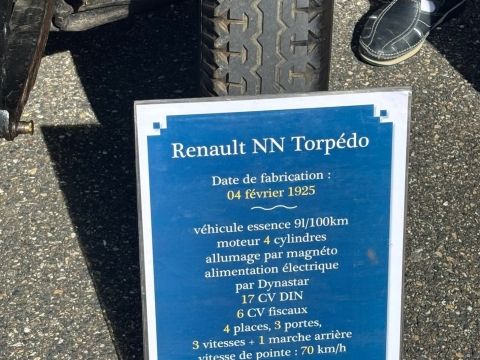 Renault NN Torpédo
Date de fabrication :
04 février 1925
véhicule essence 9l/100km
moteur 4 cylindres
allumage par magnéto
alimentation électrique
par Dynastar
17 CV DIN
6 CV fiscaux
4 places, 3 portes,
3 vitesses + 1 marche arrière
vitesse de pointe : 70 km/h